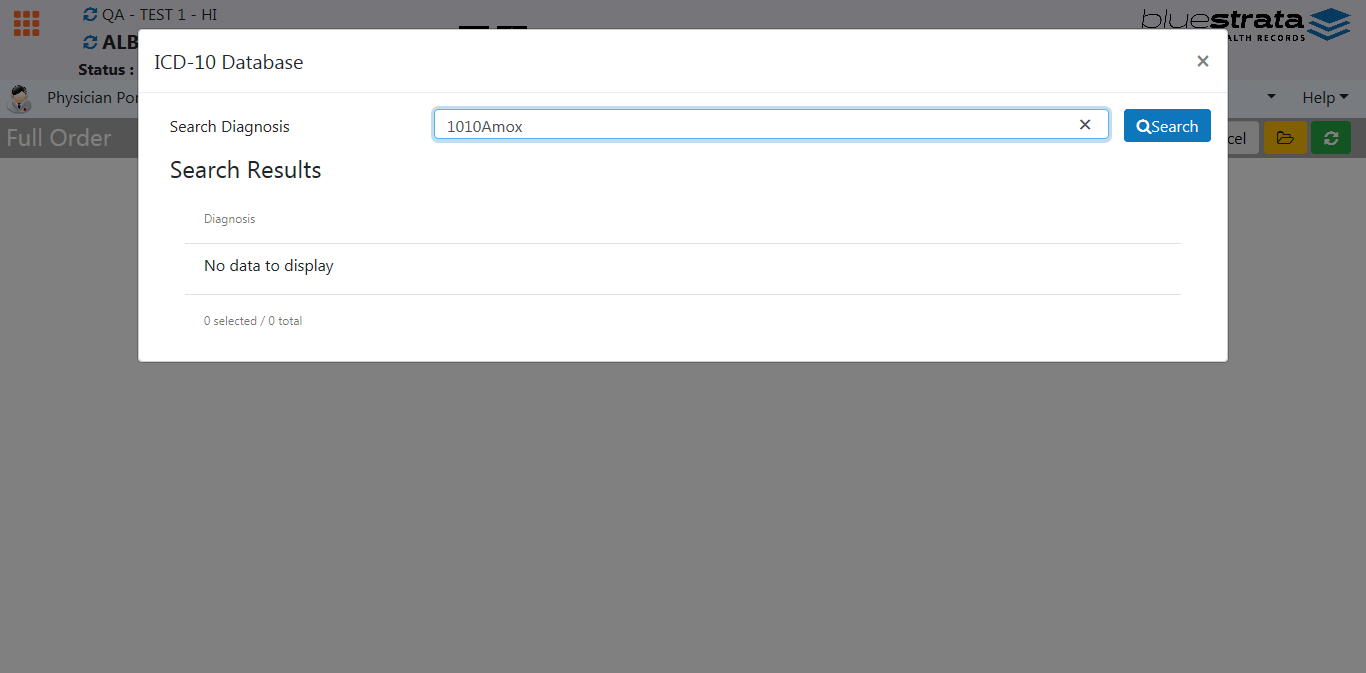 QA - TEST 1 - HI
ALB
Status :
bluestrata
ALTH RECORDS
Physician Por
Help
Full Order
cel
ICD-10 Database
×
Search Diagnosis
1010Amox
Search
Search Results
Diagnosis
No data to display
0 selected / 0 total